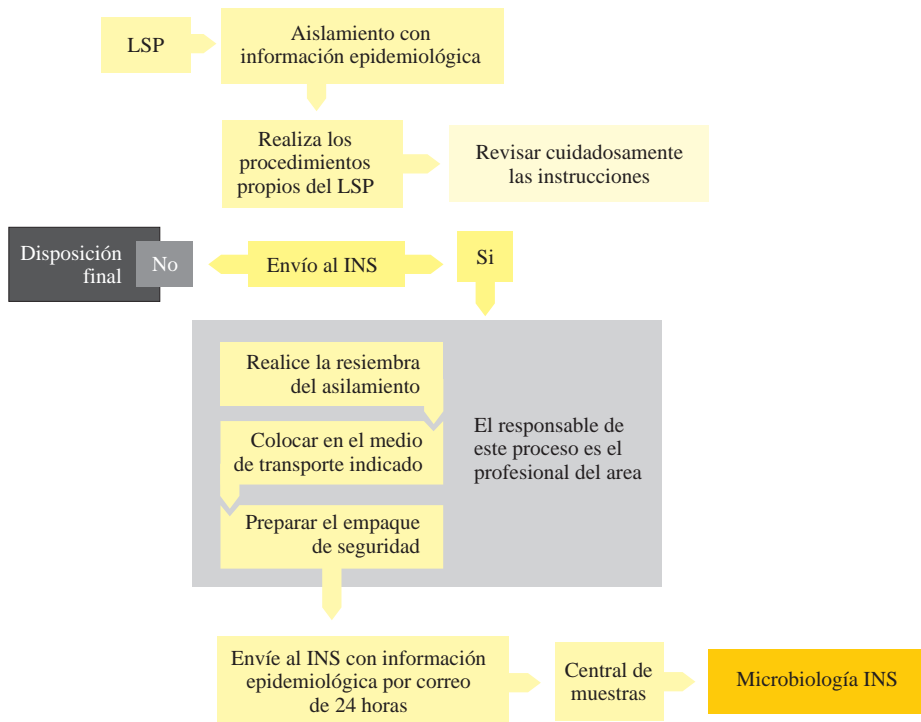 LSP
Aislamiento con
información epidemiológica
Realiza los
procedimientos
propios del LSP
Revisar cuidadosamente
las instrucciones
Disposición
final
No
Envío al INS
Si
Realice la resiembra
del asilamiento
Colocar en el medio
de transporte indicado
Preparar el empaque
de seguridad
El responsable de
este proceso es el
profesional del area
Envíe al INS con información
epidemiológica por correo
de 24 horas
Central de
muestras
Microbiología INS